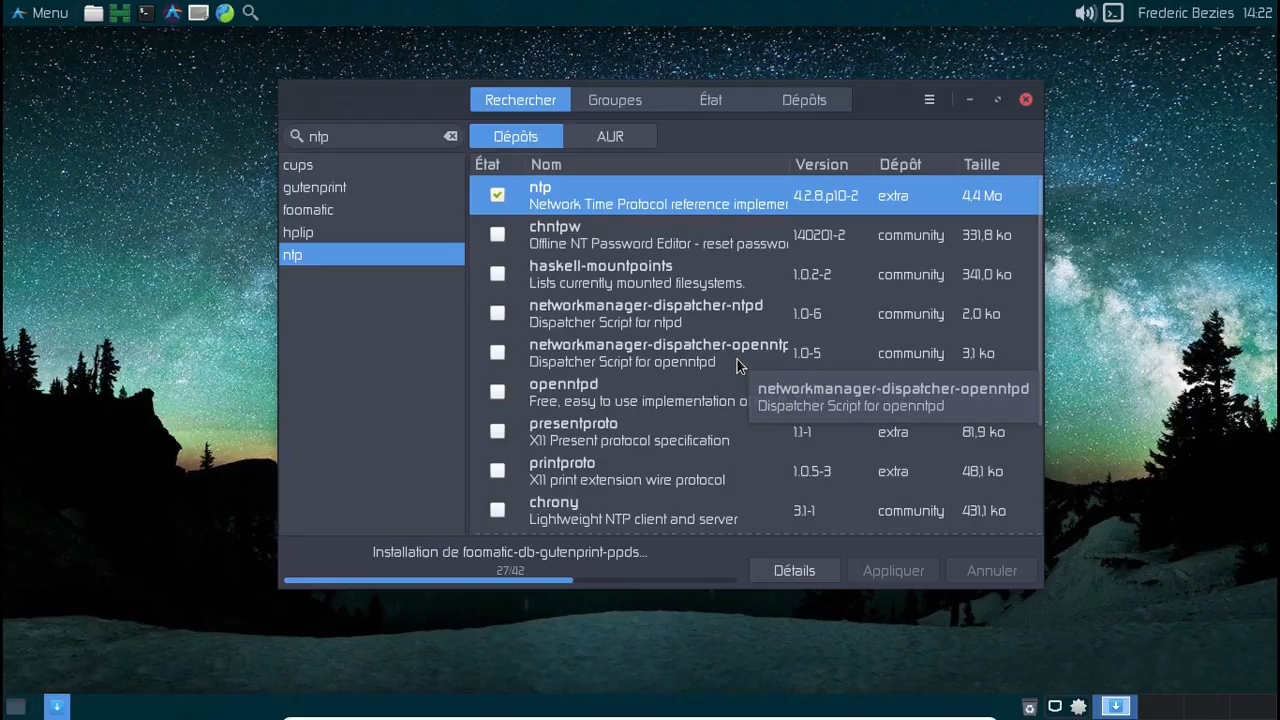 Menu
Frederic Bezies 14:22
Rechercher Groupes État Dépôts
ntp
Dépôts AUR
cups
gutenprint
foomatic
hplip
ntp
État Nom Version Dépôt Taille
ntp
Network Time Protocol reference implemen
4.2.8.p10-2 extra 4,4 Mo
chntpw
Offline NT Password Editor - reset passwo
140201-2 community 331,8 ko
haskell-mountpoints
Lists currently mounted filesystems.
1.0.2-2 community 341,0 ko
networkmanager-dispatcher-ntpd
Dispatcher Script for ntpd
1.0-6 community 2,0 ko
networkmanager-dispatcher-openntp
Dispatcher Script for openntpd
1.0-5 community 3,1 ko
networkmanager-dispatcher-openntpd
Dispatcher Script for openntpd
openntpd
Free, easy to use implementation o
presentproto
X11 Present protocol specification
1.1-1 extra 81,9 ko
printproto
X11 print extension wire protocol
1.0.5-3 extra 48,1 ko
chrony
Lightweight NTP client and server
3.1-1 community 431,1 ko
Installation de foomatic-db-gutenprint-ppds...
27/42
Détails Appliquer Annuler